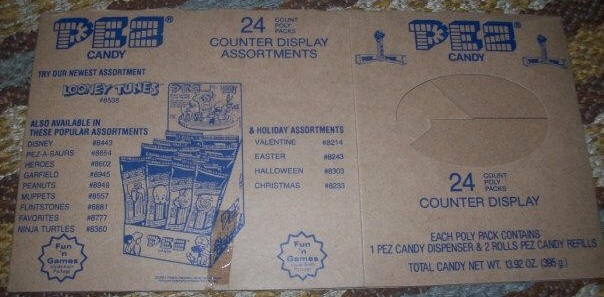 PEZ®
CANDY
24 COUNT POLY PACKS
COUNTER DISPLAY
ASSORTMENTS
TRY OUR NEWEST ASSORTMENT
LOONEY TUNES
#8538
ALSO AVAILABLE IN
THESE POPULAR ASSORTMENTS
DISNEY #8443
PEZ-A-SAURS #8664
HEROES #8602
GARFIELD #8945
PEANUTS #8949
MUPPETS #8557
FLINTSTONES #6881
FAVORITES #8777
NINJA TURTLES #8360
Fun
'n
Games
PEZ
& HOLIDAY ASSORTMENTS
VALENTINE #8214
EASTER #8243
HALLOWEEN #8303
CHRISTMAS #8233
Fun
'n
Games
PEZ®
CANDY
24 COUNT POLY PACKS
COUNTER DISPLAY
EACH POLY PACK CONTAINS
1 PEZ CANDY DISPENSER & 2 ROLLS PEZ CANDY REFILLS
TOTAL CANDY NET WT. 13.92 OZ. (395 g.)